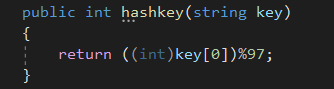 public int hashkey(string key)
{
return ((int)key[0])%97;
}